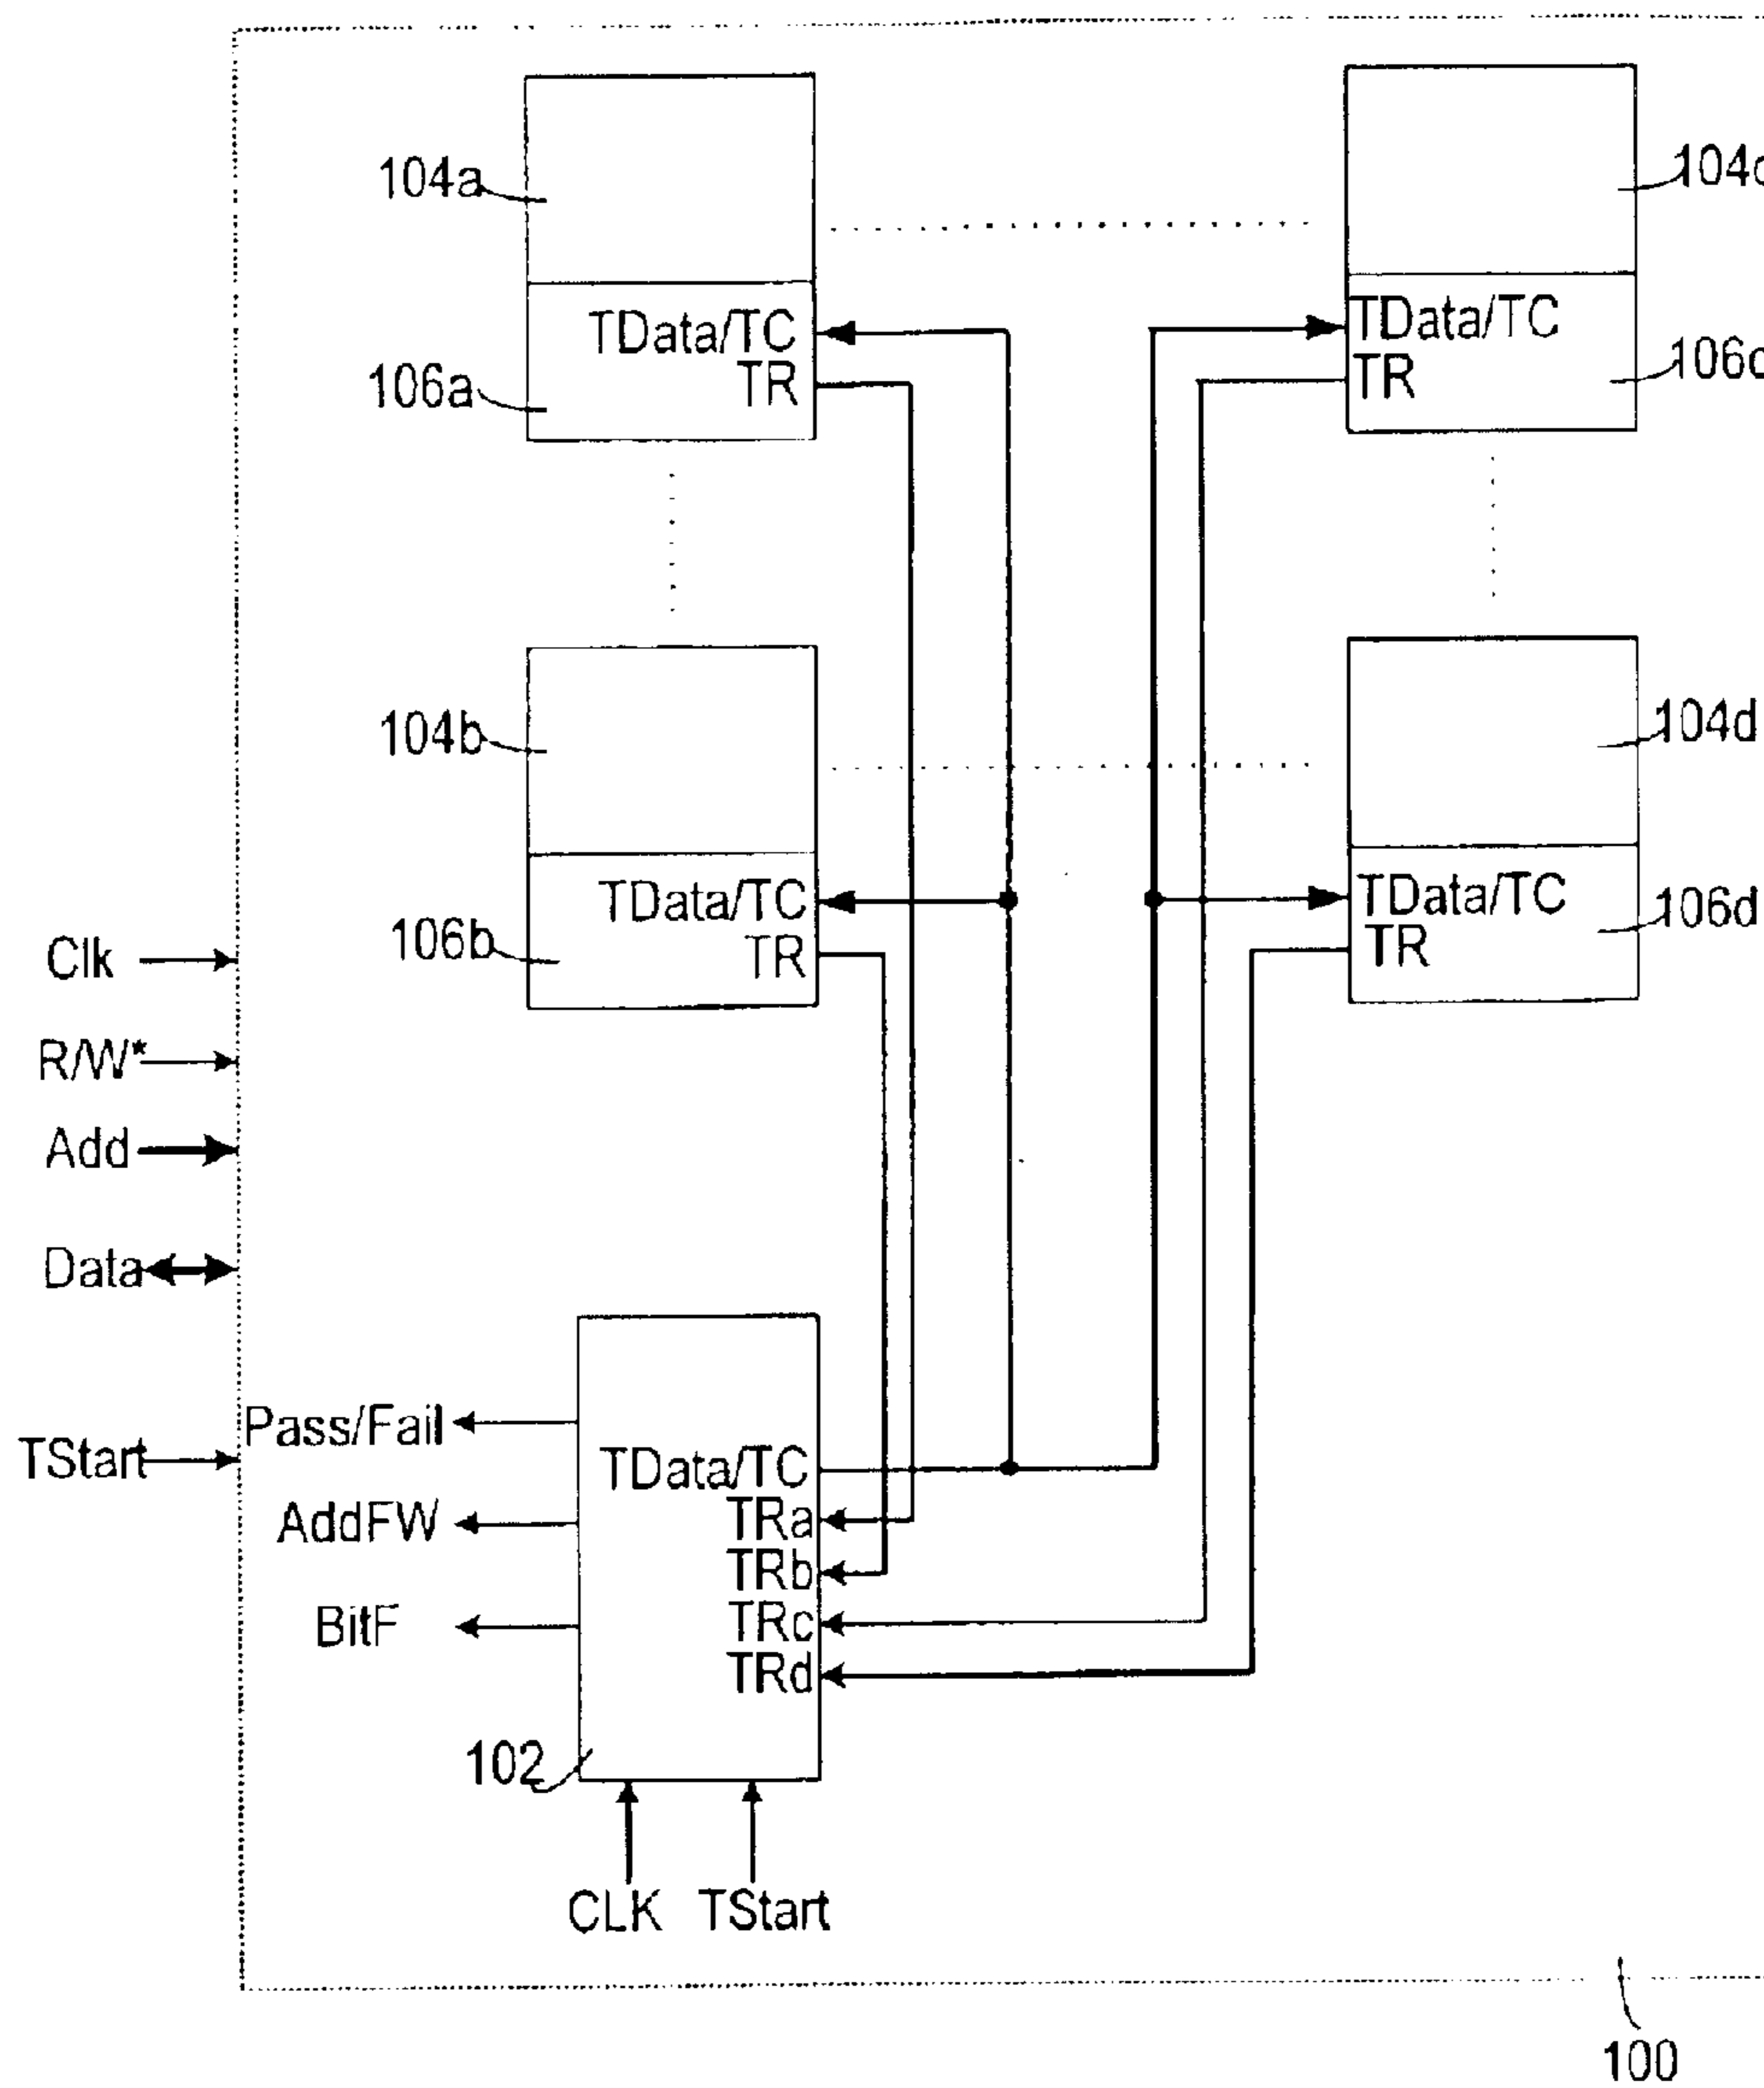 104a
104c
TData/TC
TR
106a
TData/TC
TR
106c
104b
104d
TData/TC
TR
106b
TData/TC
TR
106d
Clk
R/W*
Add
Data
TStart
Pass/Fail
AddFW
BitF
TData/TC
TRa
TRb
TRc
TRd
102
CLK TStart
100